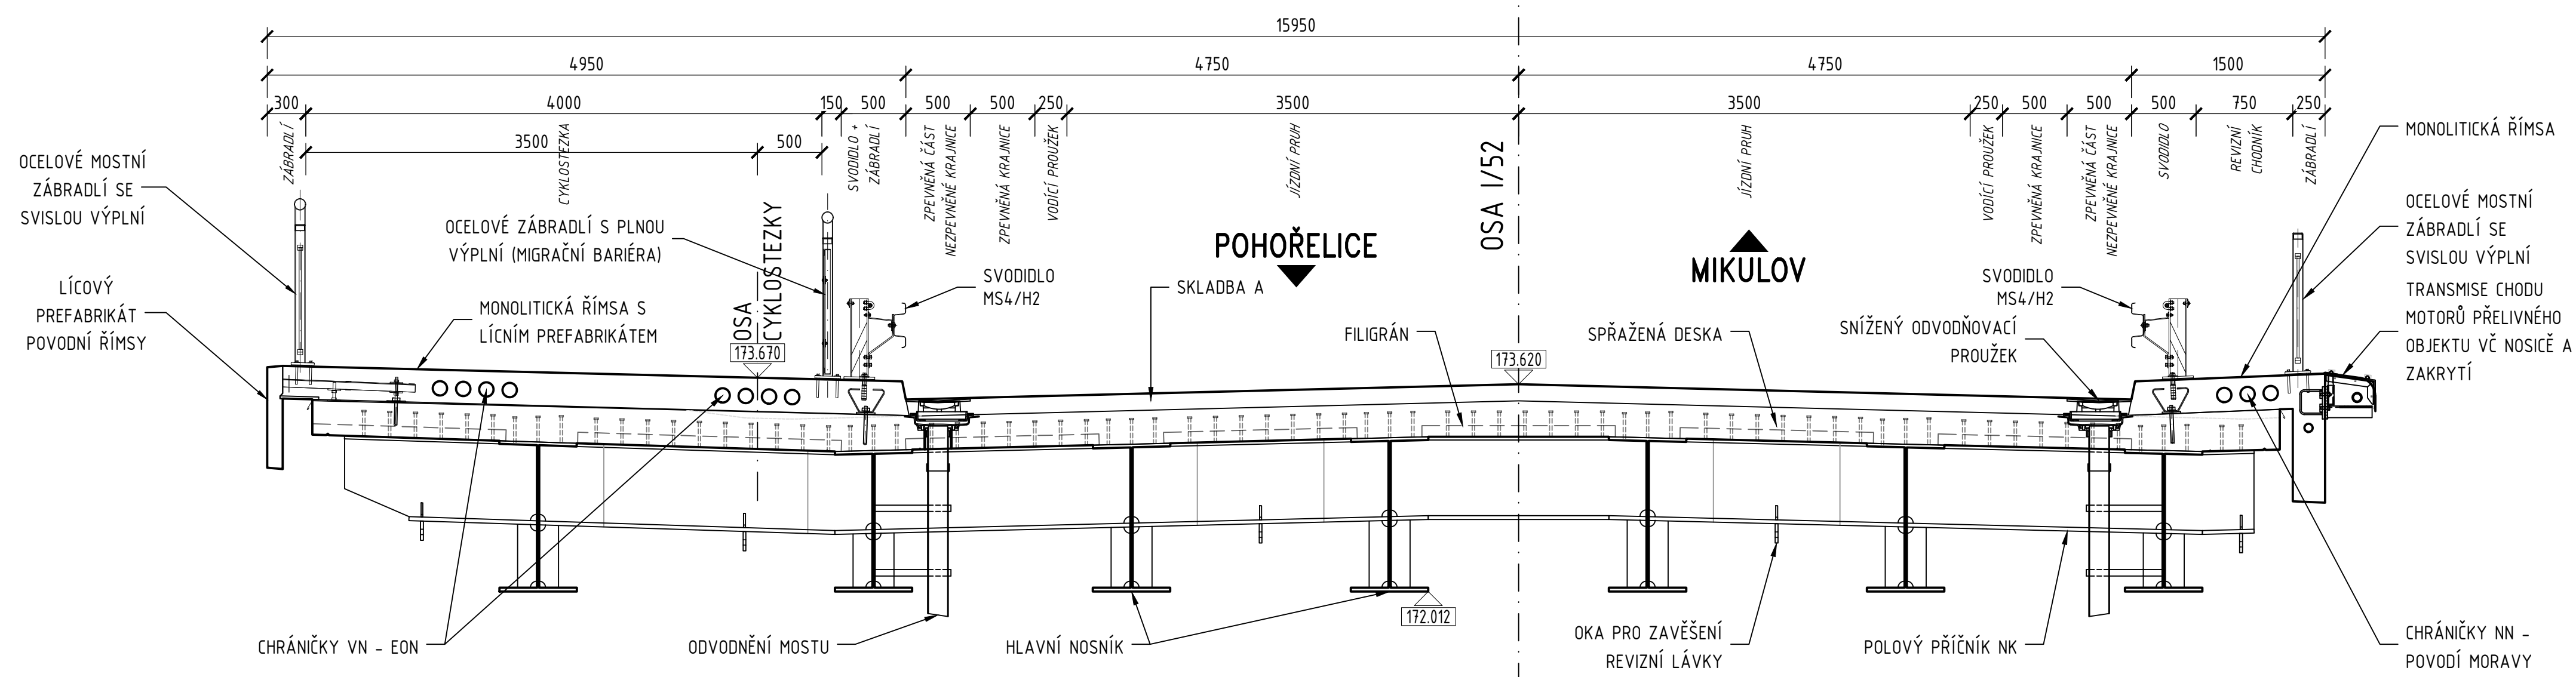 15950
4950
4750
4750
1500
300
4000
150
500
500
500
250
3500
3500
250
500
500
500
750
250
3500
500
ZÁBRADLÍ
CYKLOSTEZKA
SVODIDLO +
ZÁBRADLÍ
ZPEVNĚNÁ ČÁST
NEZPEVNĚNÉ KRAJNICE
ZPEVNĚNÁ KRAJNICE
VODÍCÍ PROUŽEK
JÍZDNÍ PRUH
OSA I/52
JÍZDNÍ PRUH
VODÍCÍ PROUŽEK
ZPEVNĚNÁ KRAJNICE
ZPEVNĚNÁ ČÁST
NEZPEVNĚNÉ KRAJNICE
SVODIDLO
REVIZNÍ
CHODNÍK
ZÁBRADLÍ
OCELOVÉ MOSTNÍ
ZÁBRADLÍ SE
SVISLOU VÝPLNÍ
LÍCOVÝ
PREFABRIKÁT
POVODNÍ ŘÍMSY
MONOLITICKÁ ŘÍMSA S
LÍCNÍM PREFABRIKÁTEM
OCELOVÉ ZÁBRADLÍ S PLNOU
VÝPLNÍ (MIGRAČNÍ BARIÉRA)
OSA
CYKLOSTEZKY
173.670
SVODIDLO
MS4/H2
POHOŘELICE
SKLADBA A
FILIGRÁN
173.620
MIKULOV
SPŘAŽENÁ DESKA
SVODIDLO
MS4/H2
SNÍŽENÝ ODVODŇOVACÍ
PROUŽEK
MONOLITICKÁ ŘÍMSA
OCELOVÉ MOSTNÍ
ZÁBRADLÍ SE
SVISLOU VÝPLNÍ
TRANSMISE CHODU
MOTORŮ PŘELIVNÉHO
OBJEKTU VČ NOSIČE A
ZAKRYTÍ
CHRÁNIČKY VN - EON
ODVODNĚNÍ MOSTU
HLAVNÍ NOSNÍK
172.012
OKA PRO ZAVĚŠENÍ
REVIZNÍ LÁVKY
POLOVÝ PŘÍČNÍK NK
CHRÁNIČKY NN -
POVODÍ MORAVY